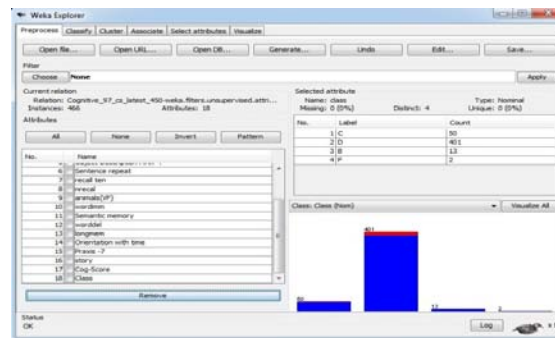 Weka Explorer
Preprocess Classify Cluster Associate Select attributes Visualize
Open file... Open URL... Open DB... Generate... Undo Edit... Save...
Filter
Choose None Apply
Current relation
Relation: Cognitive_97_cs_latest_450-weka.filters.unsupervised.attri...
Instances: 466 Attributes: 18
Attributes
All None Invert Pattern
No. Name
6 Sentence repeat
7 recall ten
8 nrecal
9 animals(VF)
10 wordimm
11 Semantic memory
12 worddel
13 longmem
14 Orientation with time
15 Praxis -7
16 story
17 Cog-Score
18 Class
Remove
Status
OK
Selected attribute
Name: class Type: Nominal
Missing: 0 (0%) Distinct: 4 Unique: 0 (0%)
No. Label Count
1 C 50
2 D 401
3 B 13
4 F 2
Class: Class (Nom) Visualize All
401
50
13
2
Log x